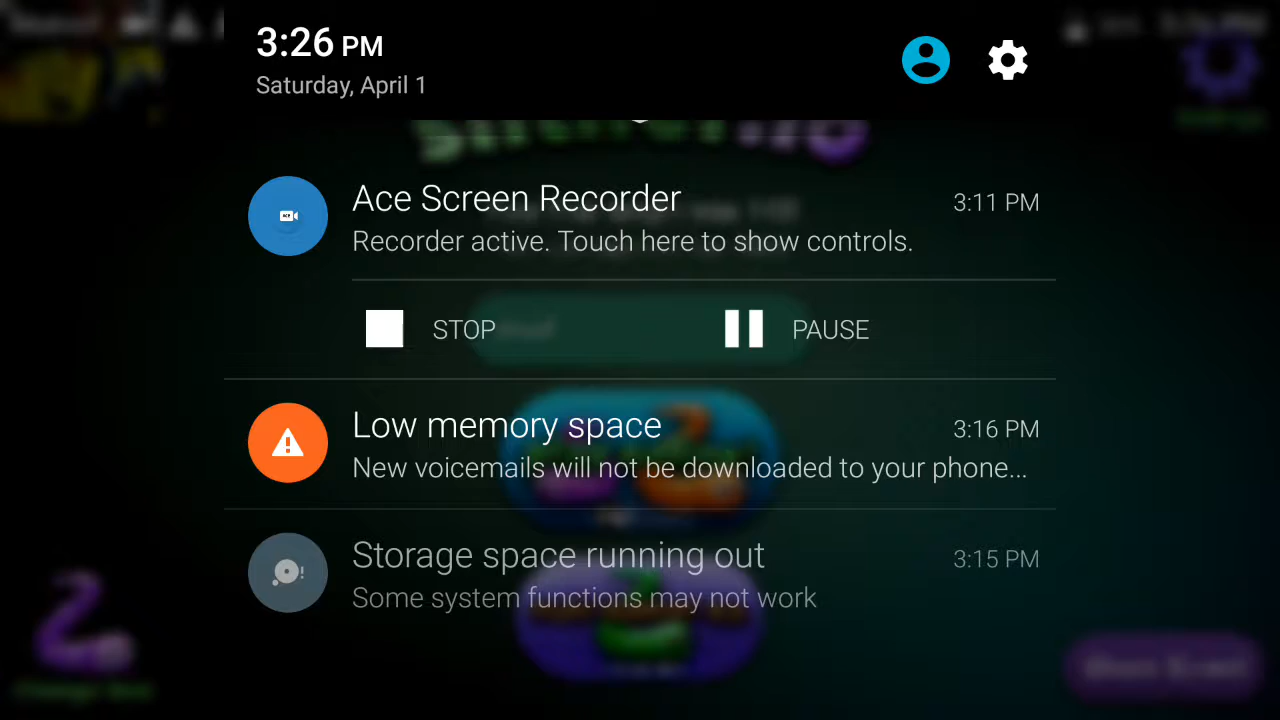 3:26 PM
Saturday, April 1
Ace Screen Recorder
3:11 PM
Recorder active. Touch here to show controls.
STOP
PAUSE
Low memory space
3:16 PM
New voicemails will not be downloaded to your phone...
Storage space running out
3:15 PM
Some system functions may not work